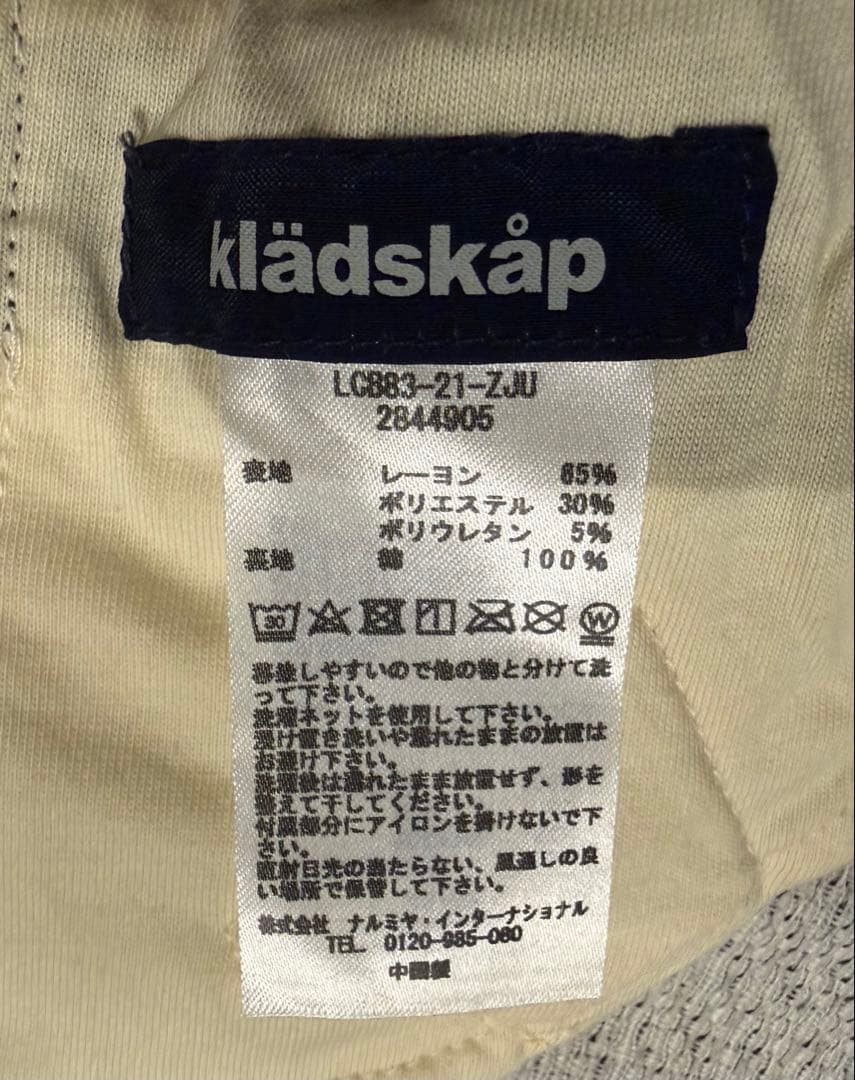 klädskåp
LCB83-21-ZJU
2844905
表地 レーヨン 65%
ポリエステル 30%
ポリウレタン 5%
裏地 綿 100%
30
W
移染しやすいので他の物と分けて洗
って下さい。
洗濯ネットを使用して下さい。
浸け置き洗いや濡れたままの放置は
お避け下さい。
洗濯後は濡れたまま放置せず、形を
整えて干してください。
付属部分にアイロンを掛けないで下
さい。
直射日光の当たらない、風通しの良
い場所で保管して下さい。
株式会社 ナルミヤ・インターナショナル
TEL 0120-985-080
中国製